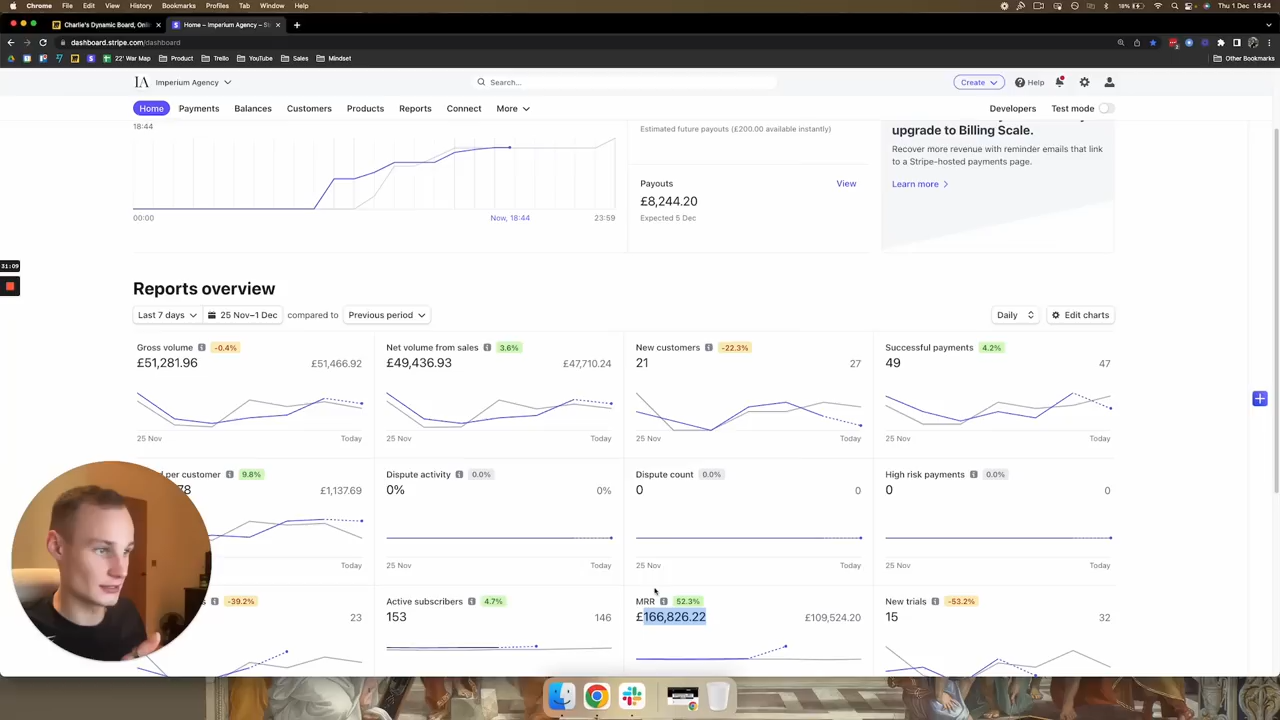 Chrome File Edit View History Bookmarks Profiles Tab Window Help 18% Thu 1 Dec 18:44
Charlie's Dynamic Board, Onli
Home – Imperium Agency – St
dashboard.stripe.com/dashboard
22' War Map Product Trello YouTube Sales Mindset Other Bookmarks
IA Imperium Agency Search... Create Help
Home Payments Balances Customers Products Reports Connect More Developers Test mode
18:44
Estimated future payouts (£200.00 available instantly)
upgrade to Billing Scale.
Recover more revenue with reminder emails that link
to a Stripe-hosted payments page.
Learn more
Payouts View
£8,244.20
Expected 5 Dec
00:00 Now, 18:44 23:59
31:09
Reports overview
Last 7 days 25 Nov–1 Dec compared to Previous period Daily Edit charts
Gross volume -0.4%
£51,281.96 £51,466.92
25 Nov Today
Net volume from sales 3.6%
£49,436.93 £47,710.24
25 Nov Today
New customers -22.3%
21 27
25 Nov Today
Successful payments 4.2%
49 47
25 Nov Today
per customer 9.8%
78 £1,137.69
Today
Dispute activity 0.0%
0% 0%
25 Nov Today
Dispute count 0.0%
0 0
25 Nov Today
High risk payments 0.0%
0 0
25 Nov Today
-39.2%
23
Active subscribers 4.7%
153 146
MRR 52.3%
£166,826.22 £109,524.20
New trials -53.2%
15 32